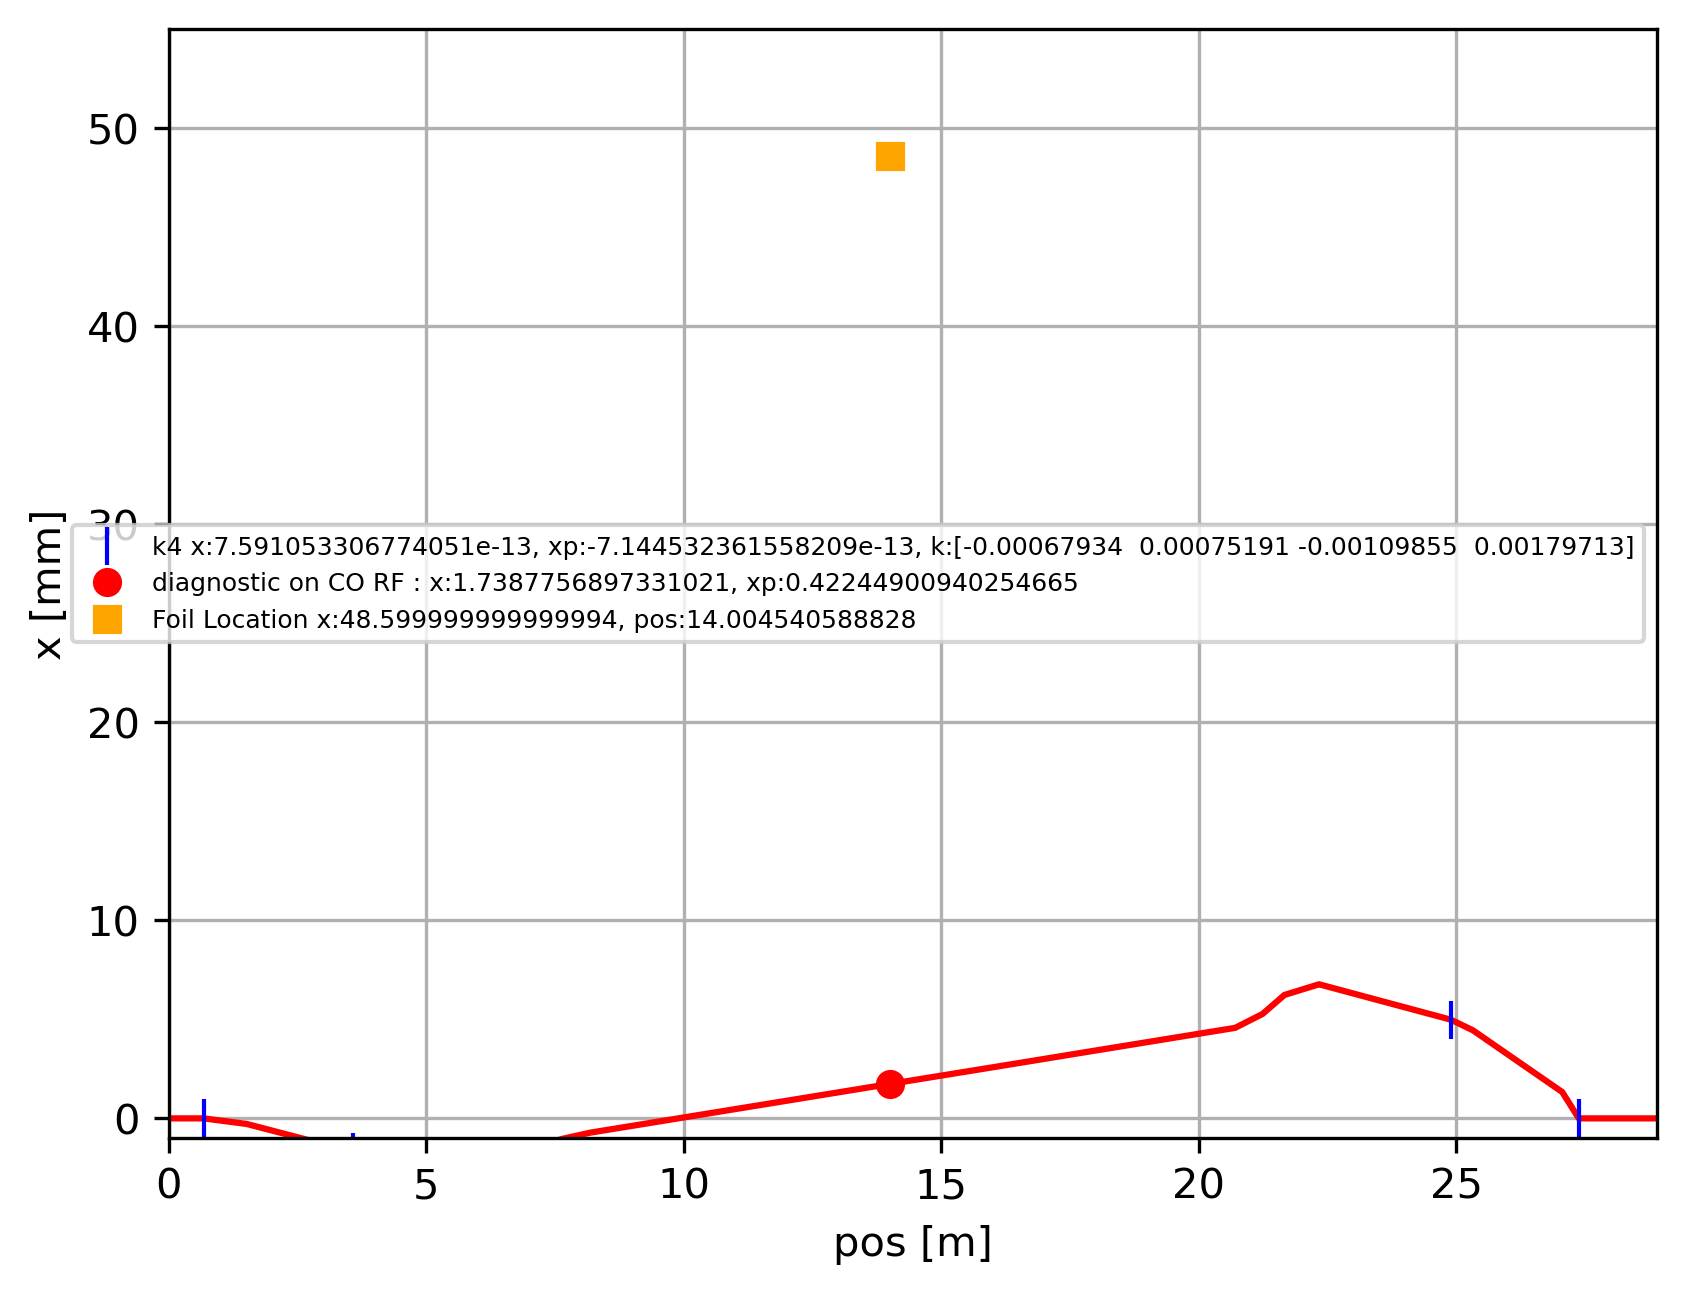 50
40
30
x [mm]
k4 x:7.591053306774051e-13, xp:-7.144532361558209e-13, k:[-0.00067934  0.00075191 -0.00109855  0.00179713]
diagnostic on CO RF : x:1.7387756897331021, xp:0.42244900940254665
Foil Location x:48.599999999999994, pos:14.004540588828
20
10
0
0 5 10 15 20 25
pos [m]